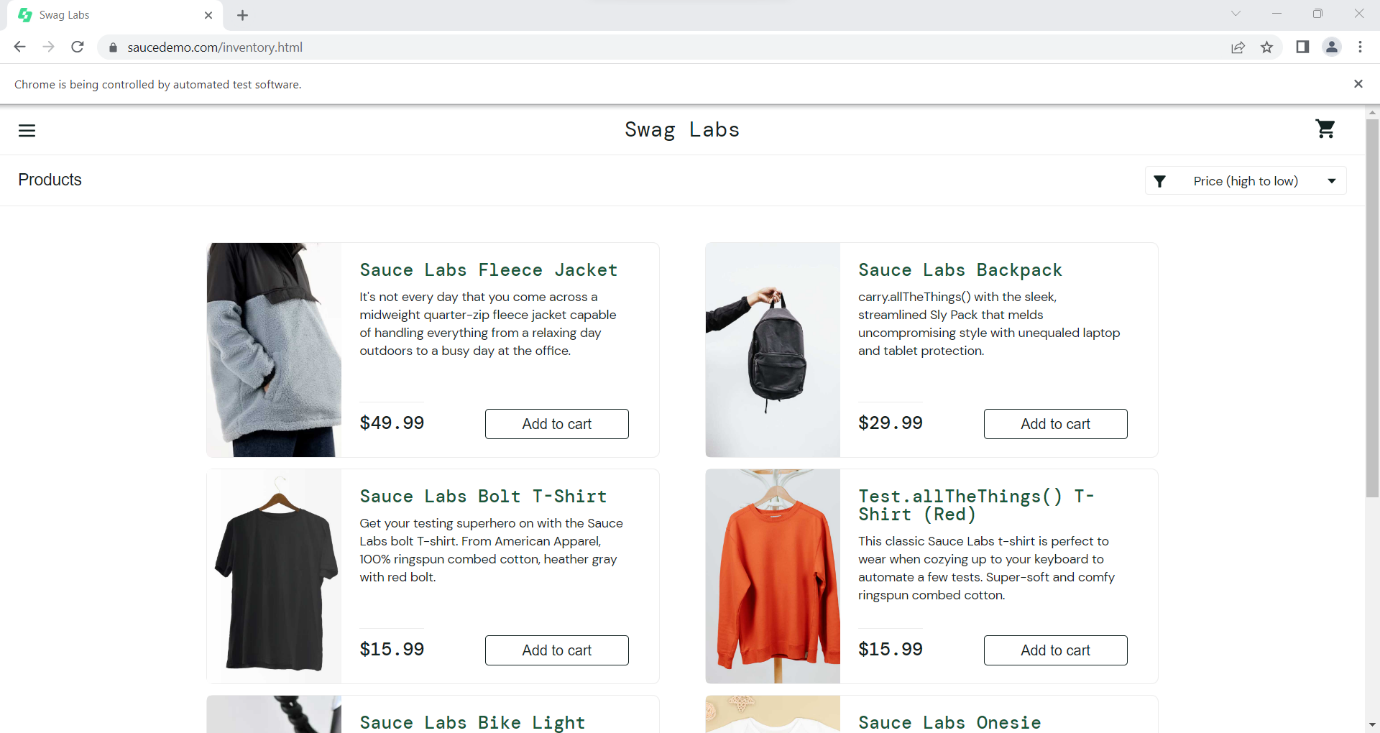 Swag Labs
saucedemo.com/inventory.html
Chrome is being controlled by automated test software.
Swag Labs
Products
Price (high to low)
Sauce Labs Fleece Jacket
It's not every day that you come across a
midweight quarter-zip fleece jacket capable
of handling everything from a relaxing day
outdoors to a busy day at the office.
$49.99
Add to cart
Sauce Labs Backpack
carry.allTheThings() with the sleek,
streamlined Sly Pack that melds
uncompromising style with unequaled laptop
and tablet protection.
$29.99
Add to cart
Sauce Labs Bolt T-Shirt
Get your testing superhero on with the Sauce
Labs bolt T-shirt. From American Apparel,
100% ringspun combed cotton, heather gray
with red bolt.
$15.99
Add to cart
Test.allTheThings() T-
Shirt (Red)
This classic Sauce Labs t-shirt is perfect to
wear when cozying up to your keyboard to
automate a few tests. Super-soft and comfy
ringspun combed cotton.
$15.99
Add to cart
Sauce Labs Bike Light
Sauce Labs Onesie